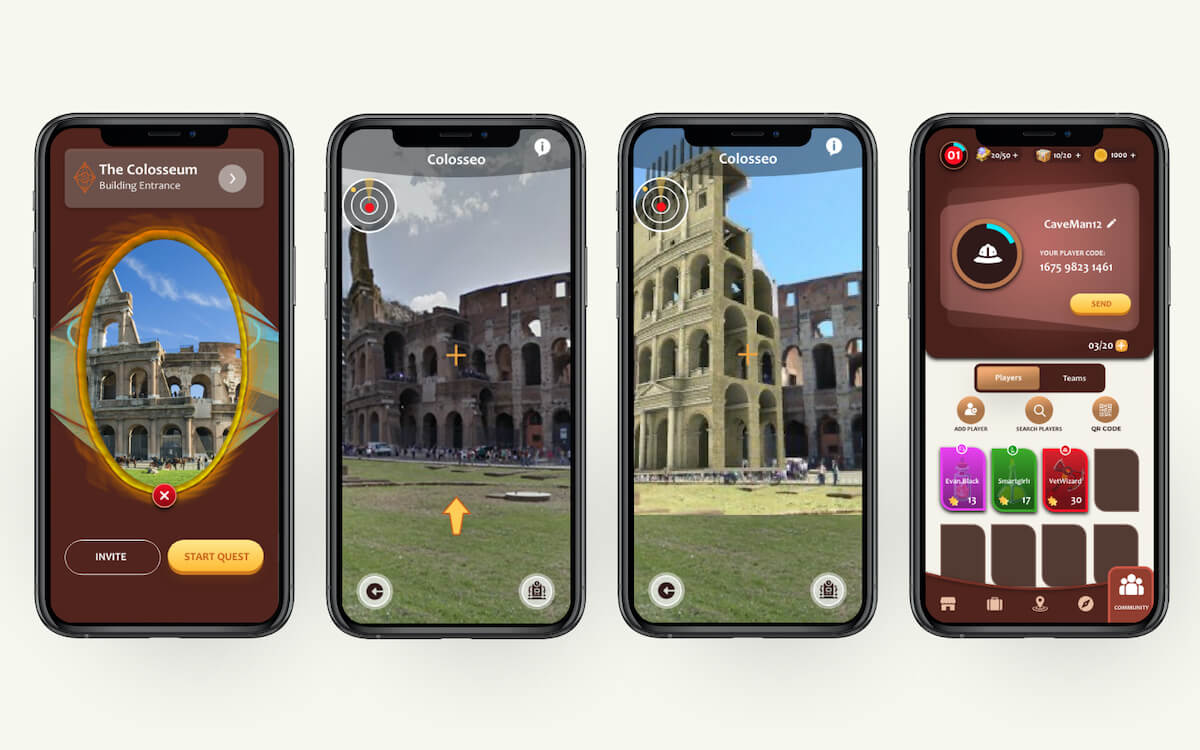 The Colosseum
Building Entrance
INVITE
START QUEST
Colosseo
Colosseo
01
20/50 +
10/20 +
1000 +
CaveMan12
YOUR PLAYER CODE:
1675 9823 1461
SEND
03/20
Players
Teams
ADD PLAYER
SEARCH PLAYERS
QR CODE
Evan.Black
13
Smartgirl1
17
VetWizard
30
COMMUNITY